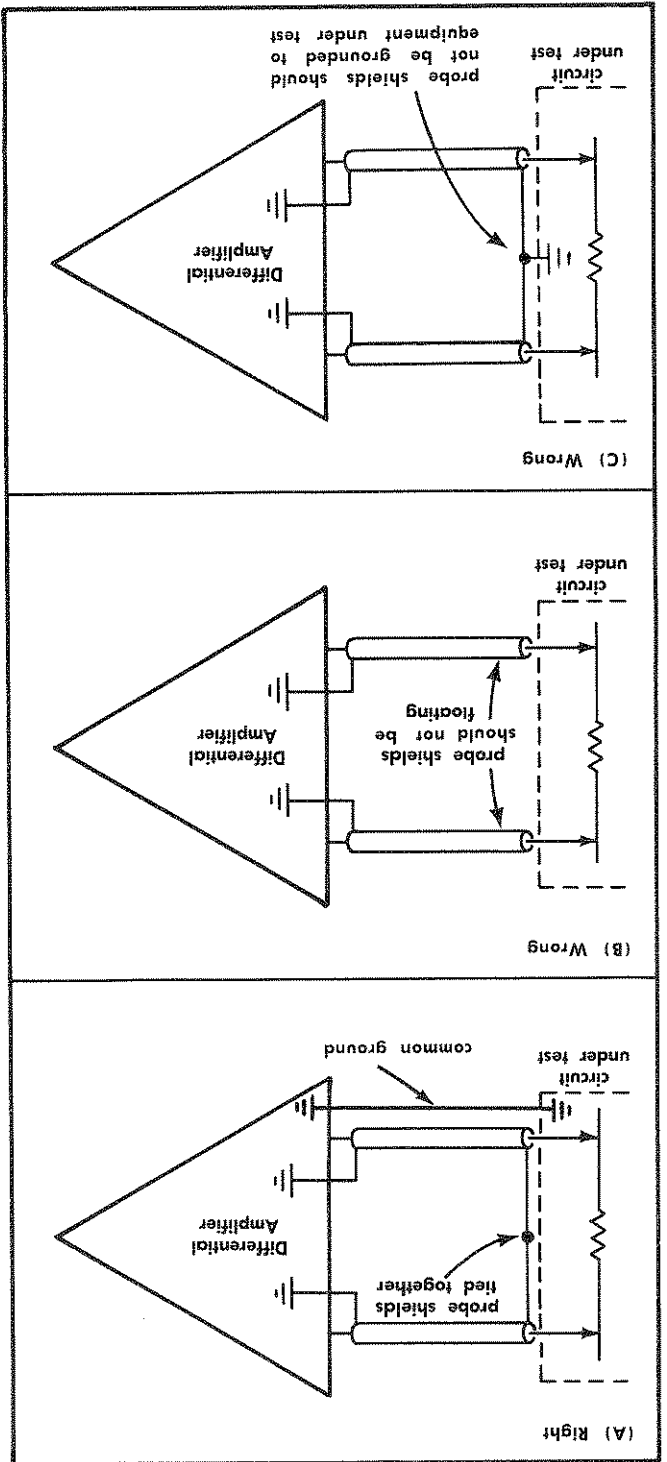 (A) Right
probe shields
tied together
Differential
Amplifier
common ground
circuit
under test
(B) Wrong
probe shields
should not be
floating
Differential
Amplifier
circuit
under test
(C) Wrong
Differential
Amplifier
probe shields should
not be grounded to
equipment under test
circuit
under test